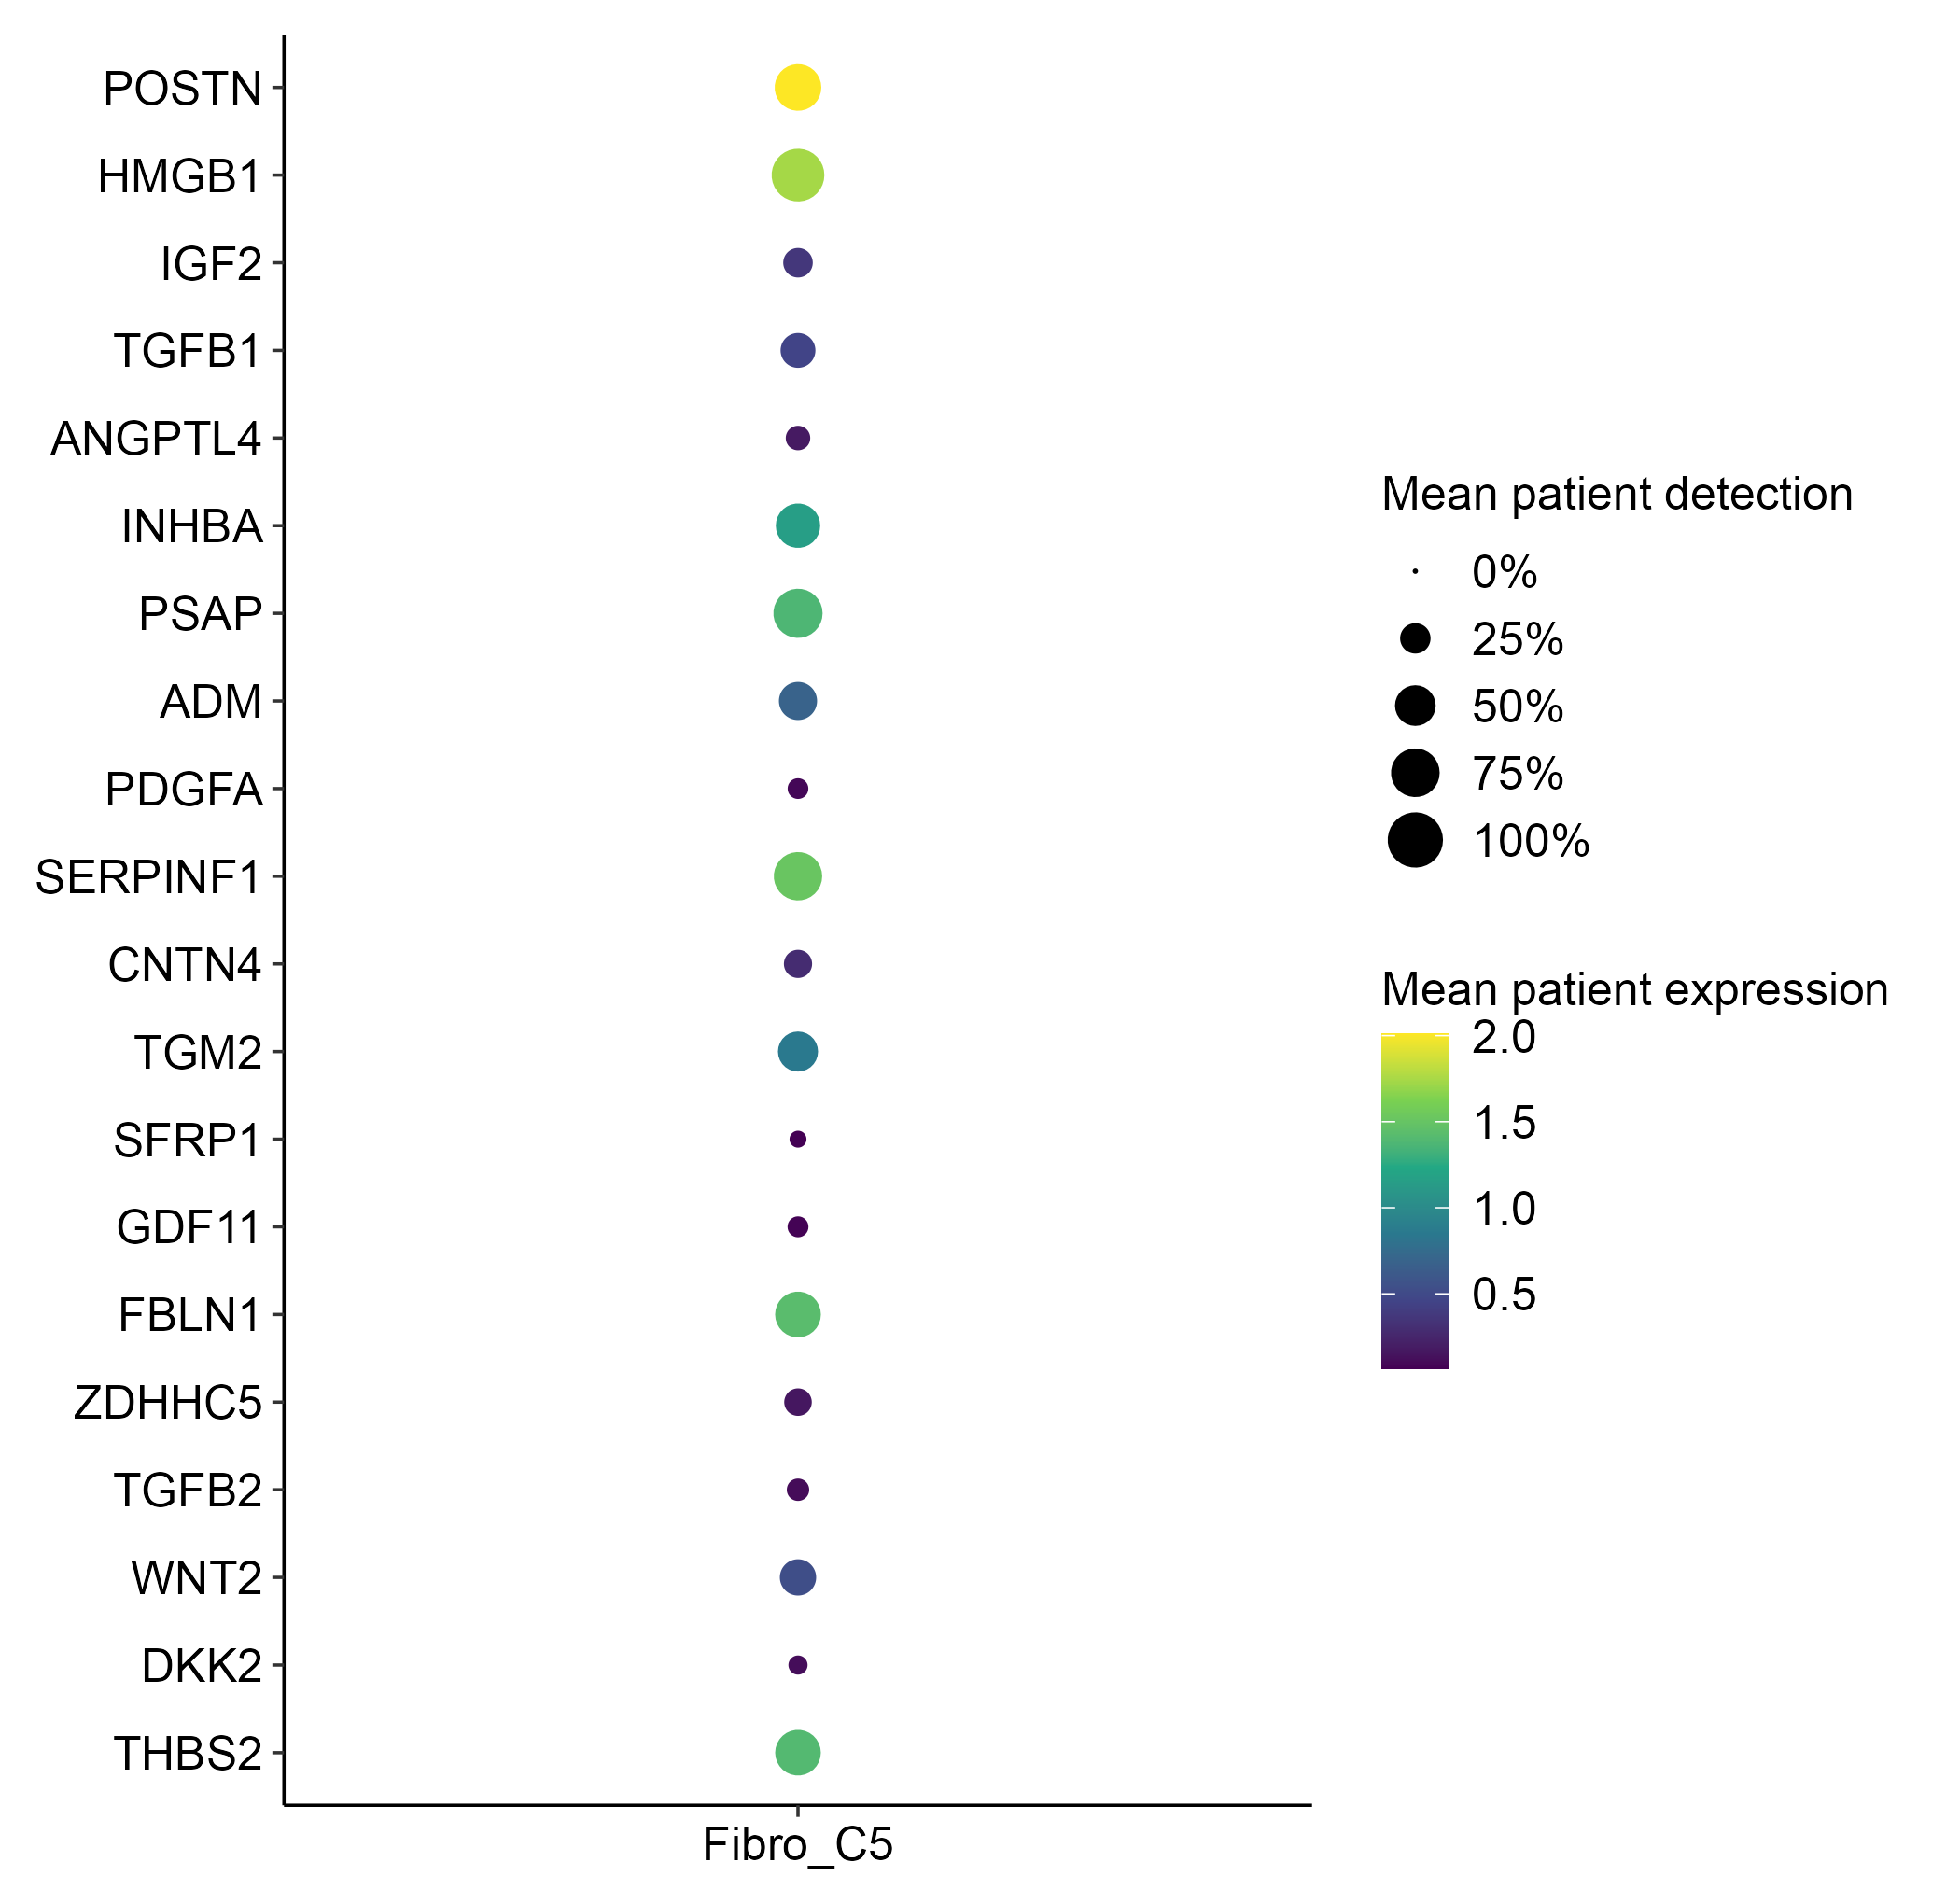 POSTN
HMGB1
IGF2
TGFB1
ANGPTL4
INHBA
PSAP
ADM
PDGFA
SERPINF1
CNTN4
TGM2
SFRP1
GDF11
FBLN1
ZDHHC5
TGFB2
WNT2
DKK2
THBS2
Fibro_C5
Mean patient detection
0%
25%
50%
75%
100%
Mean patient expression
2.0
1.5
1.0
0.5